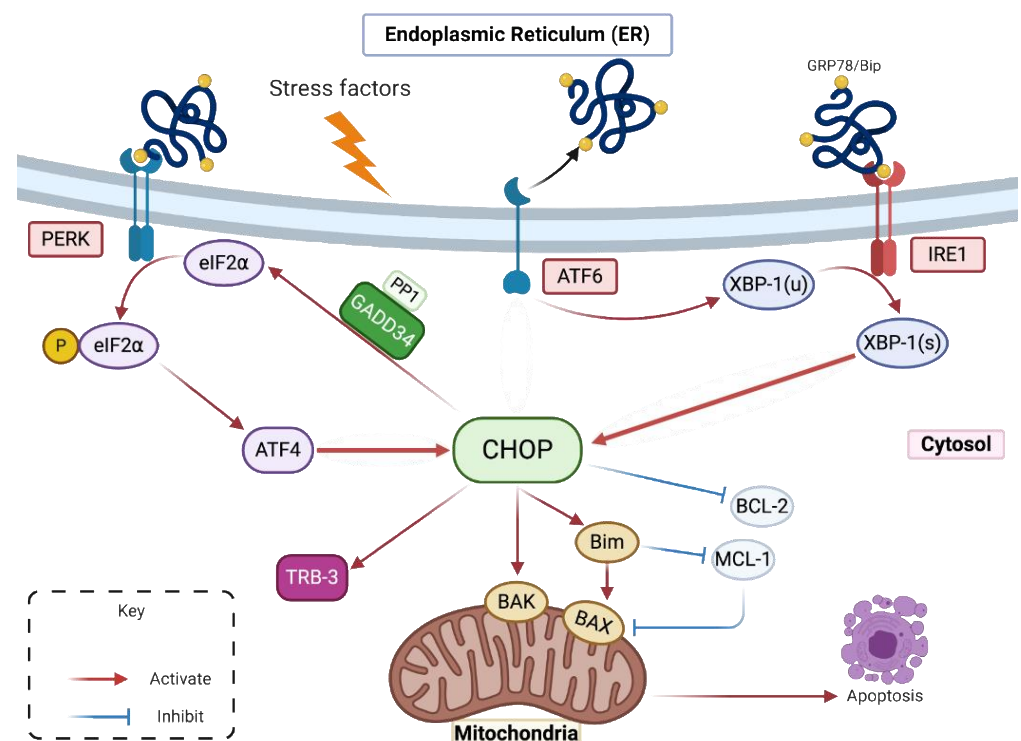 Endoplasmic Reticulum (ER)
GRP78/Bip
Stress factors
PERK
eIF2α
ATF6
IRE1
XBP-1(u)
PP1
GADD34
P
eIF2α
XBP-1(s)
ATF4
CHOP
Cytosol
BCL-2
Bim
MCL-1
TRB-3
BAK
BAX
Key
Activate
Inhibit
Apoptosis
Mitochondria